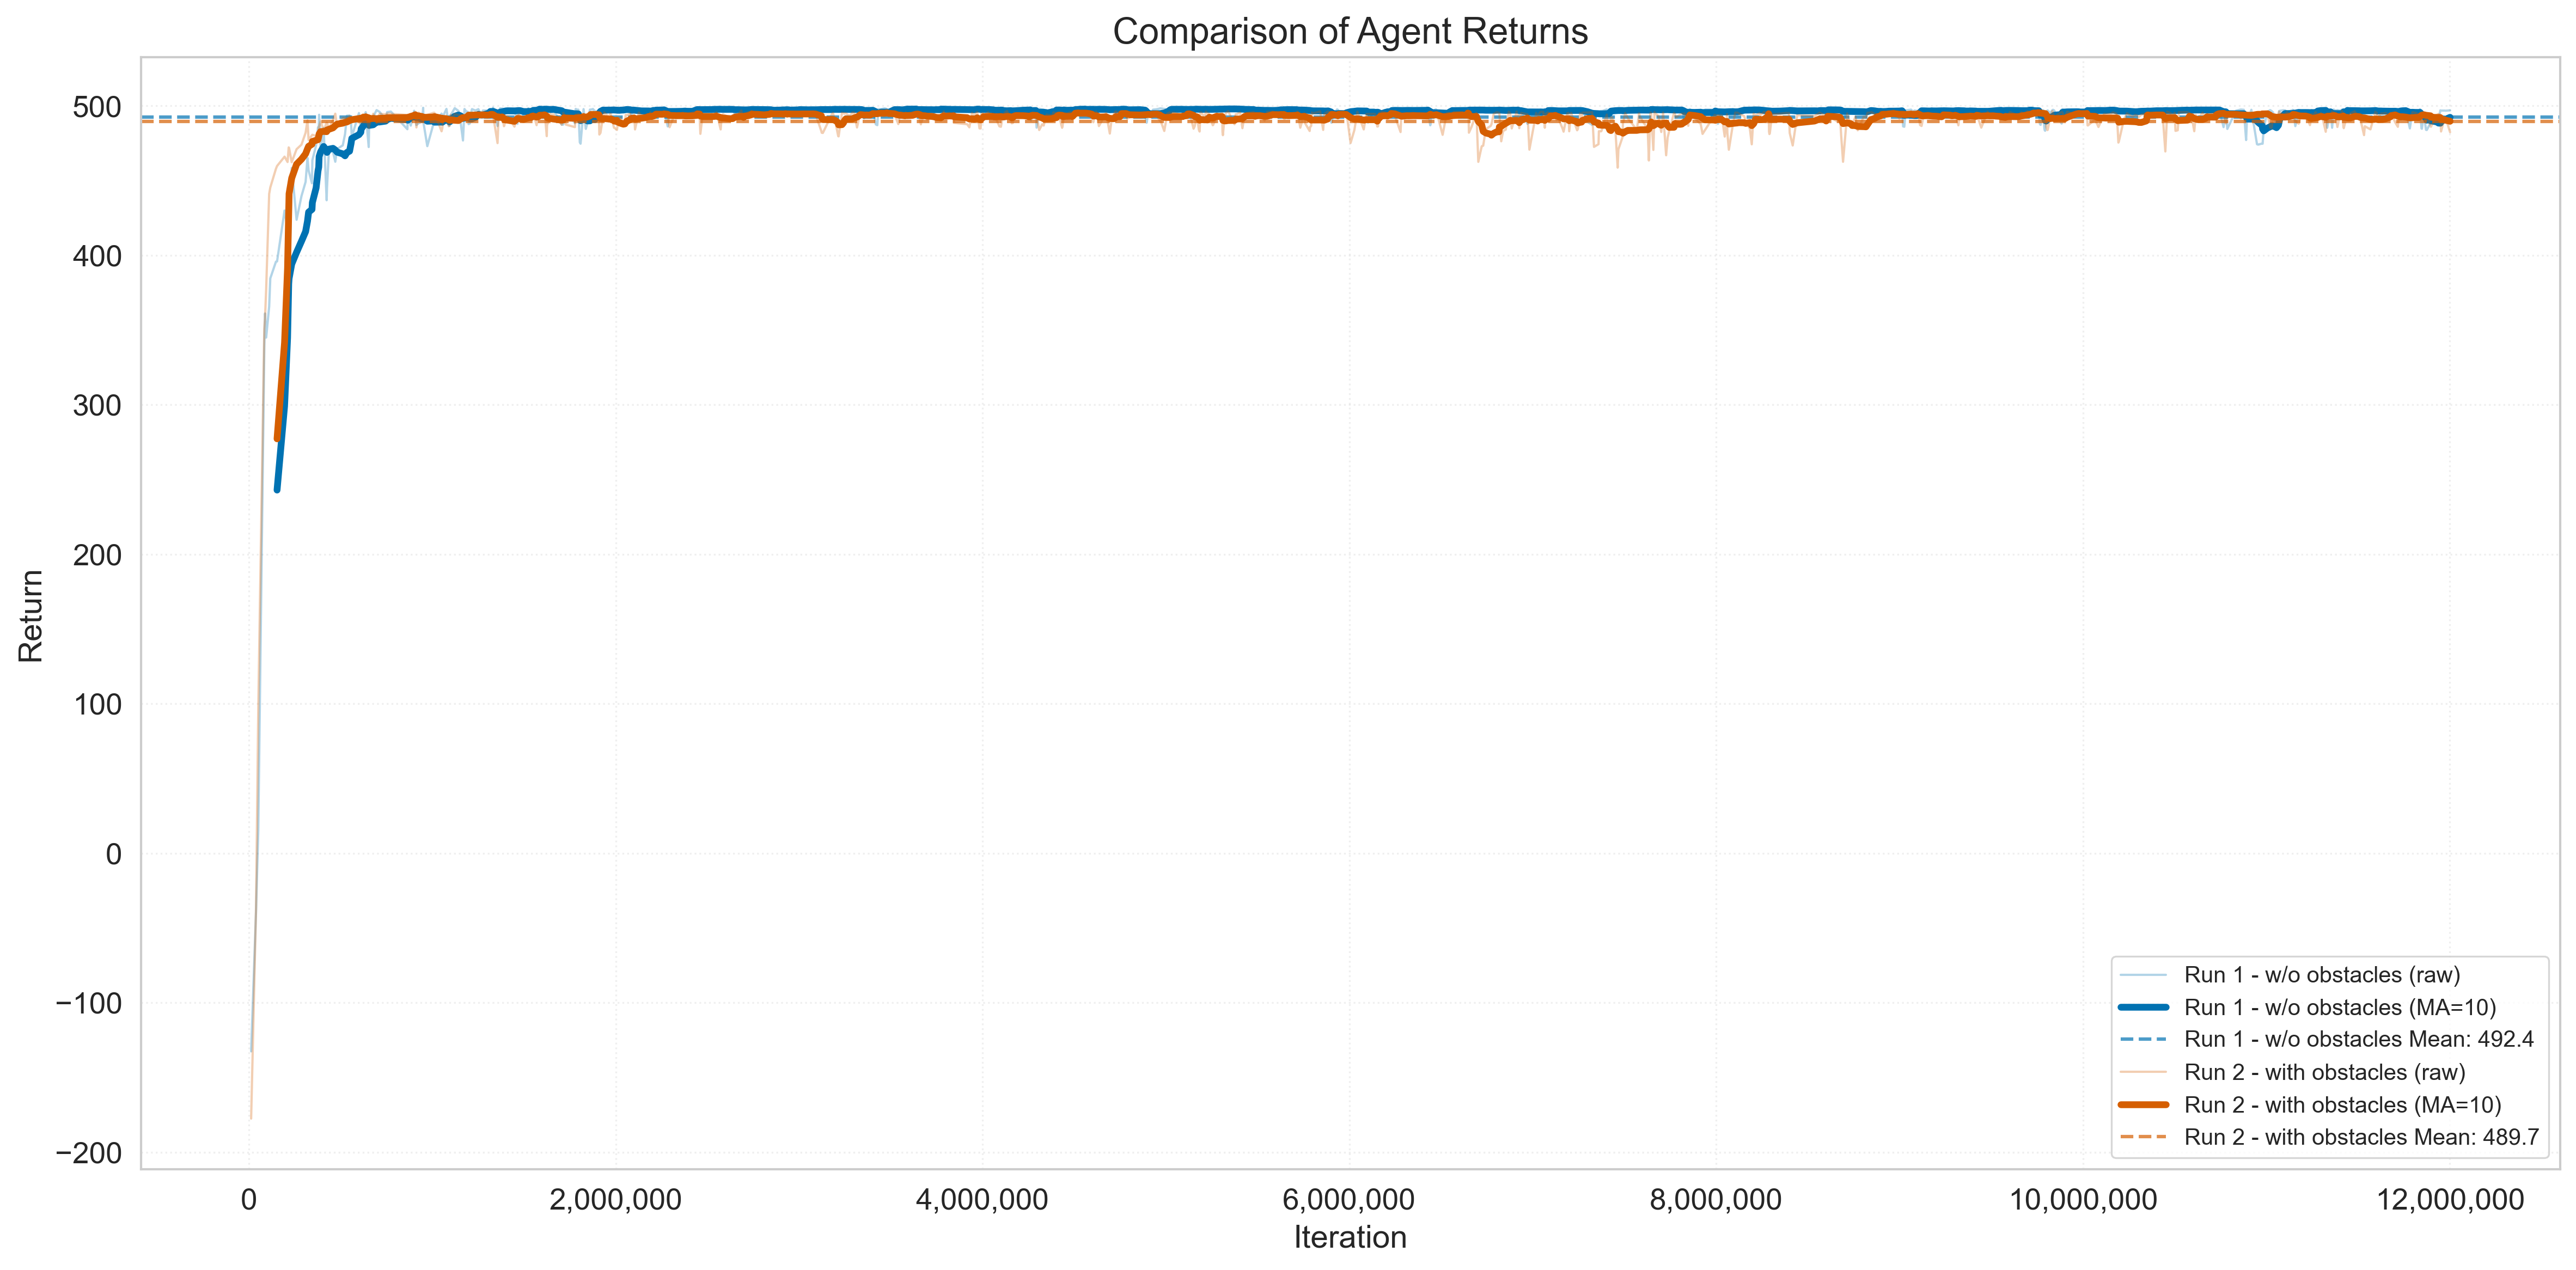 Comparison of Agent Returns
Return
500
400
300
200
100
0
−100
−200
Run 1 - w/o obstacles (raw)
Run 1 - w/o obstacles (MA=10)
Run 1 - w/o obstacles Mean: 492.4
Run 2 - with obstacles (raw)
Run 2 - with obstacles (MA=10)
Run 2 - with obstacles Mean: 489.7
0 2,000,000 4,000,000 6,000,000 8,000,000 10,000,000 12,000,000
Iteration